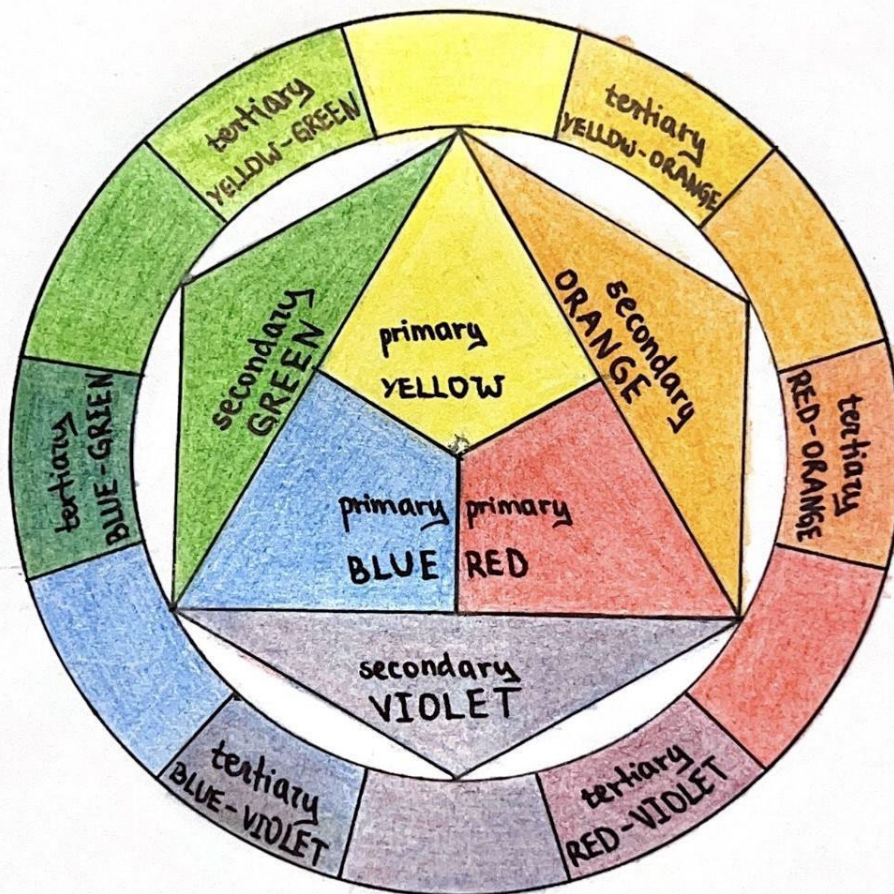 tertiary
YELLOW-GREEN
tertiary
YELLOW-ORANGE
secondary
GREEN
primary
YELLOW
secondary
ORANGE
tertiary
BLUE-GREEN
primary
BLUE
primary
RED
tertiary
RED-ORANGE
secondary
VIOLET
tertiary
BLUE-VIOLET
tertiary
RED-VIOLET